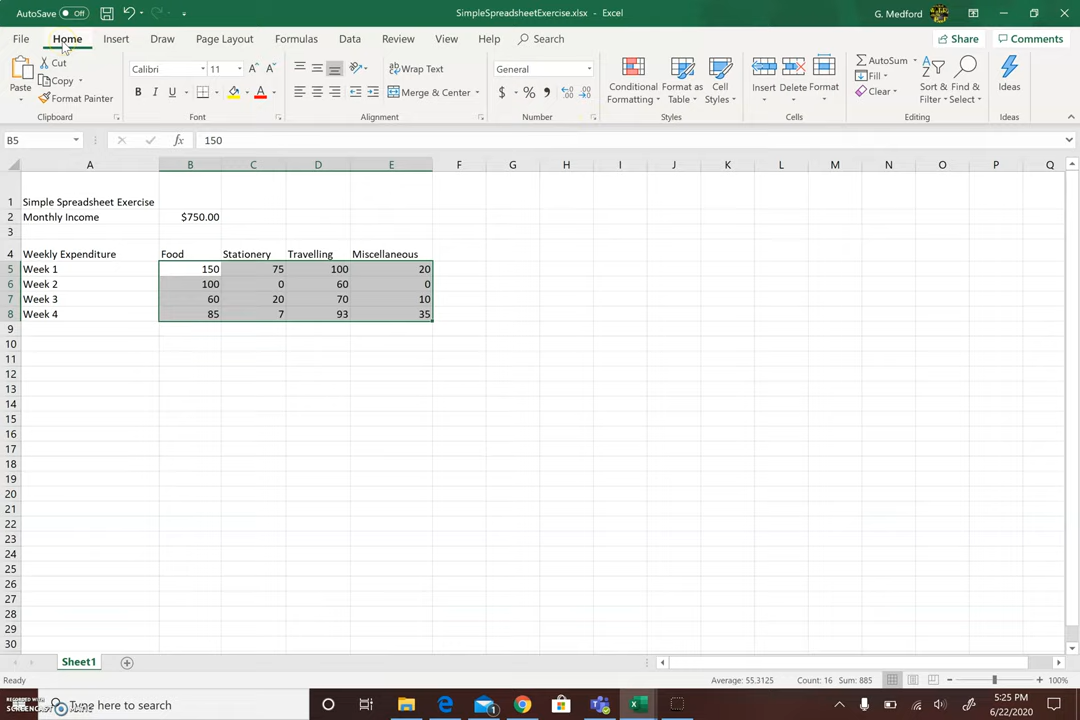 AutoSave Off SimpleSpreadsheetExercise.xlsx - Excel G. Medford
File Home Insert Draw Page Layout Formulas Data Review View Help Search Share Comments
Paste Cut Copy Format Painter Clipboard
Calibri 11 B I U A Font
Wrap Text Merge & Center Alignment
General $ % Number
Conditional Formatting Format as Table Cell Styles Styles
Insert Delete Format Cells
AutoSum Fill Clear Sort & Filter Find & Select Editing
Ideas Ideas
B5 fx 150
A B C D E F G H I J K L M N O P Q
1 Simple Spreadsheet Exercise
2 Monthly Income $750.00
3
4 Weekly Expenditure Food Stationery Travelling Miscellaneous
5 Week 1 150 75 100 20
6 Week 2 100 0 60 0
7 Week 3 60 20 70 10
8 Week 4 85 7 93 35
9
10
11
12
13
14
15
16
17
18
19
20
21
22
23
24
25
26
27
28
29
30
Sheet1
Ready Average: 55.3125 Count: 16 Sum: 885 100%
RECORDED WITH
SCREENCAST MATIC
Type here to search 1 5:25 PM
6/22/2020